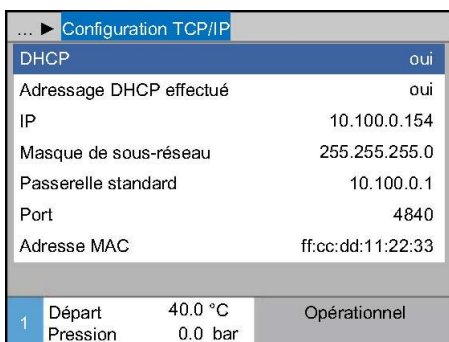 ... ► Configuration TCP/IP
DHCP oui
Adressage DHCP effectué oui
IP 10.100.0.154
Masque de sous-réseau 255.255.255.0
Passerelle standard 10.100.0.1
Port 4840
Adresse MAC ff:cc:dd:11:22:33
1 Départ 40.0 °C Opérationnel
Pression 0.0 bar